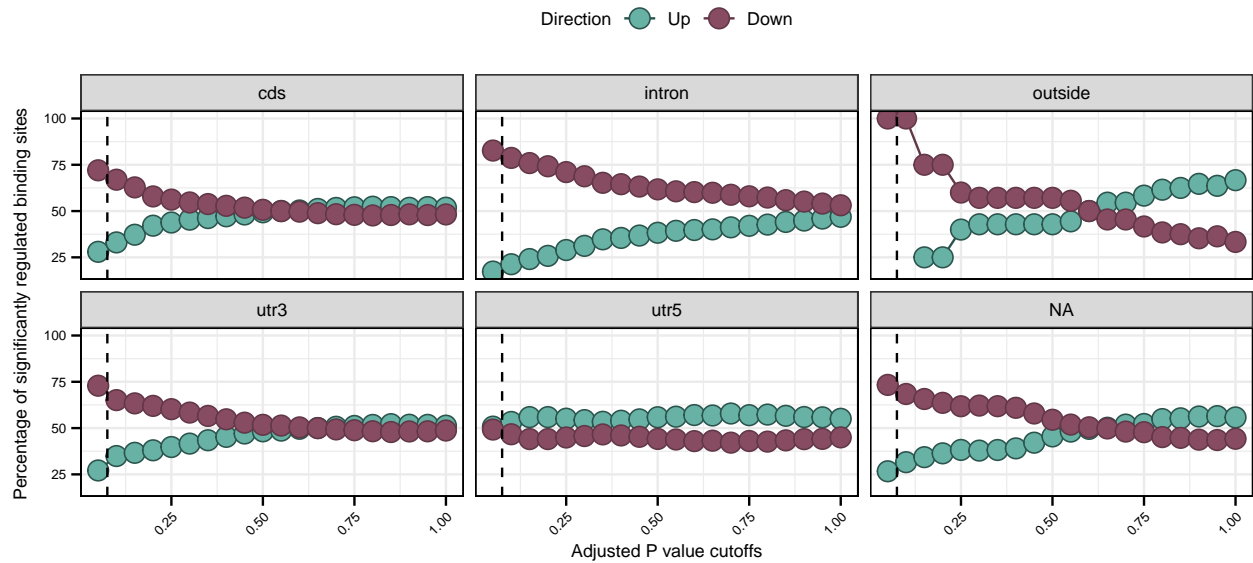 Direction Up Down
cds intron outside
100
75
50
25
utr3 utr5 NA
100
75
50
25
0.25 0.50 0.75 1.00 0.25 0.50 0.75 1.00 0.25 0.50 0.75 1.00
Adjusted P value cutoffs
Percentage of significantly regulated binding sites